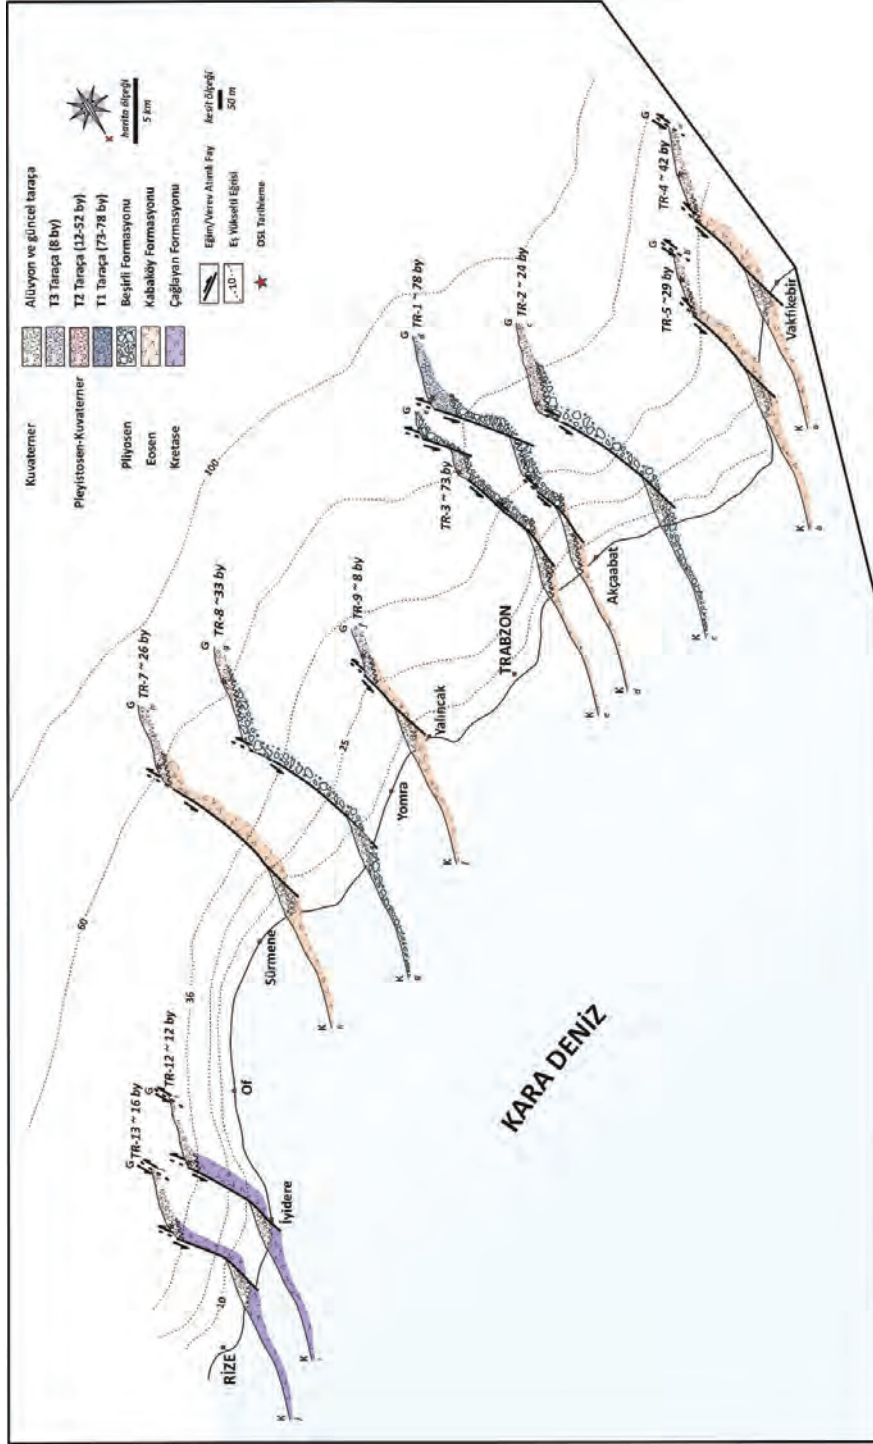 Kuvaterner
Pleyistosen-Kuvaterner
Pliyosen
Eosen
Kretase
Alüvyon ve güncel taraça
T3 Taraça (8 by)
T2 Taraça (12-52 by)
T1 Taraça (73-78 by)
Beşirli Formasyonu
Kabaköy Formasyonu
Çağlayan Formasyonu
K
harita ölçeği
5 km
kesit ölçeği
50 m
Eğim/Verev Atımlı Fay
10
Eş Yükselti Eğrisi
OSL Tarihleme
100
60
36
25
10
G
TR-13 ~ 16 by
G
TR-12 ~ 12 by
G
TR-7 ~ 26 by
G
TR-8 ~33 by
G
TR-9 ~ 8 by
G
TR-3 ~ 73 by
G
TR-1 ~ 78 by
G
TR-2 ~ 24 by
G
TR-5 ~29 by
G
TR-4 ~ 42 by
RİZE
İyidere
Of
Sürmene
Yomra
Yalıncak
TRABZON
Akçaabat
Vakfıkebir
KARA DENİZ
K
j
K
i
K
h
K
g
K
f
K
e
K
d
K
c
K
b
K
a